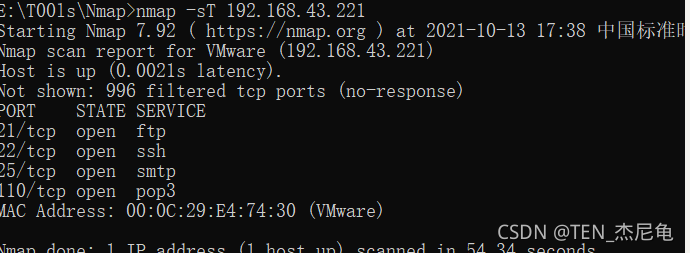 E:\T00ls\Nmap>nmap -sT 192.168.43.221
Starting Nmap 7.92 ( https://nmap.org ) at 2021-10-13 17:38 中国标准时
Nmap scan report for VMware (192.168.43.221)
Host is up (0.0021s latency).
Not shown: 996 filtered tcp ports (no-response)
PORT STATE SERVICE
21/tcp open ftp
22/tcp open ssh
25/tcp open smtp
110/tcp open pop3
MAC Address: 00:0C:29:E4:74:30 (VMware)
Nmap done: 1 IP address (1 host up) scanned in 54.34 seconds
CSDN @TEN_杰尼龟